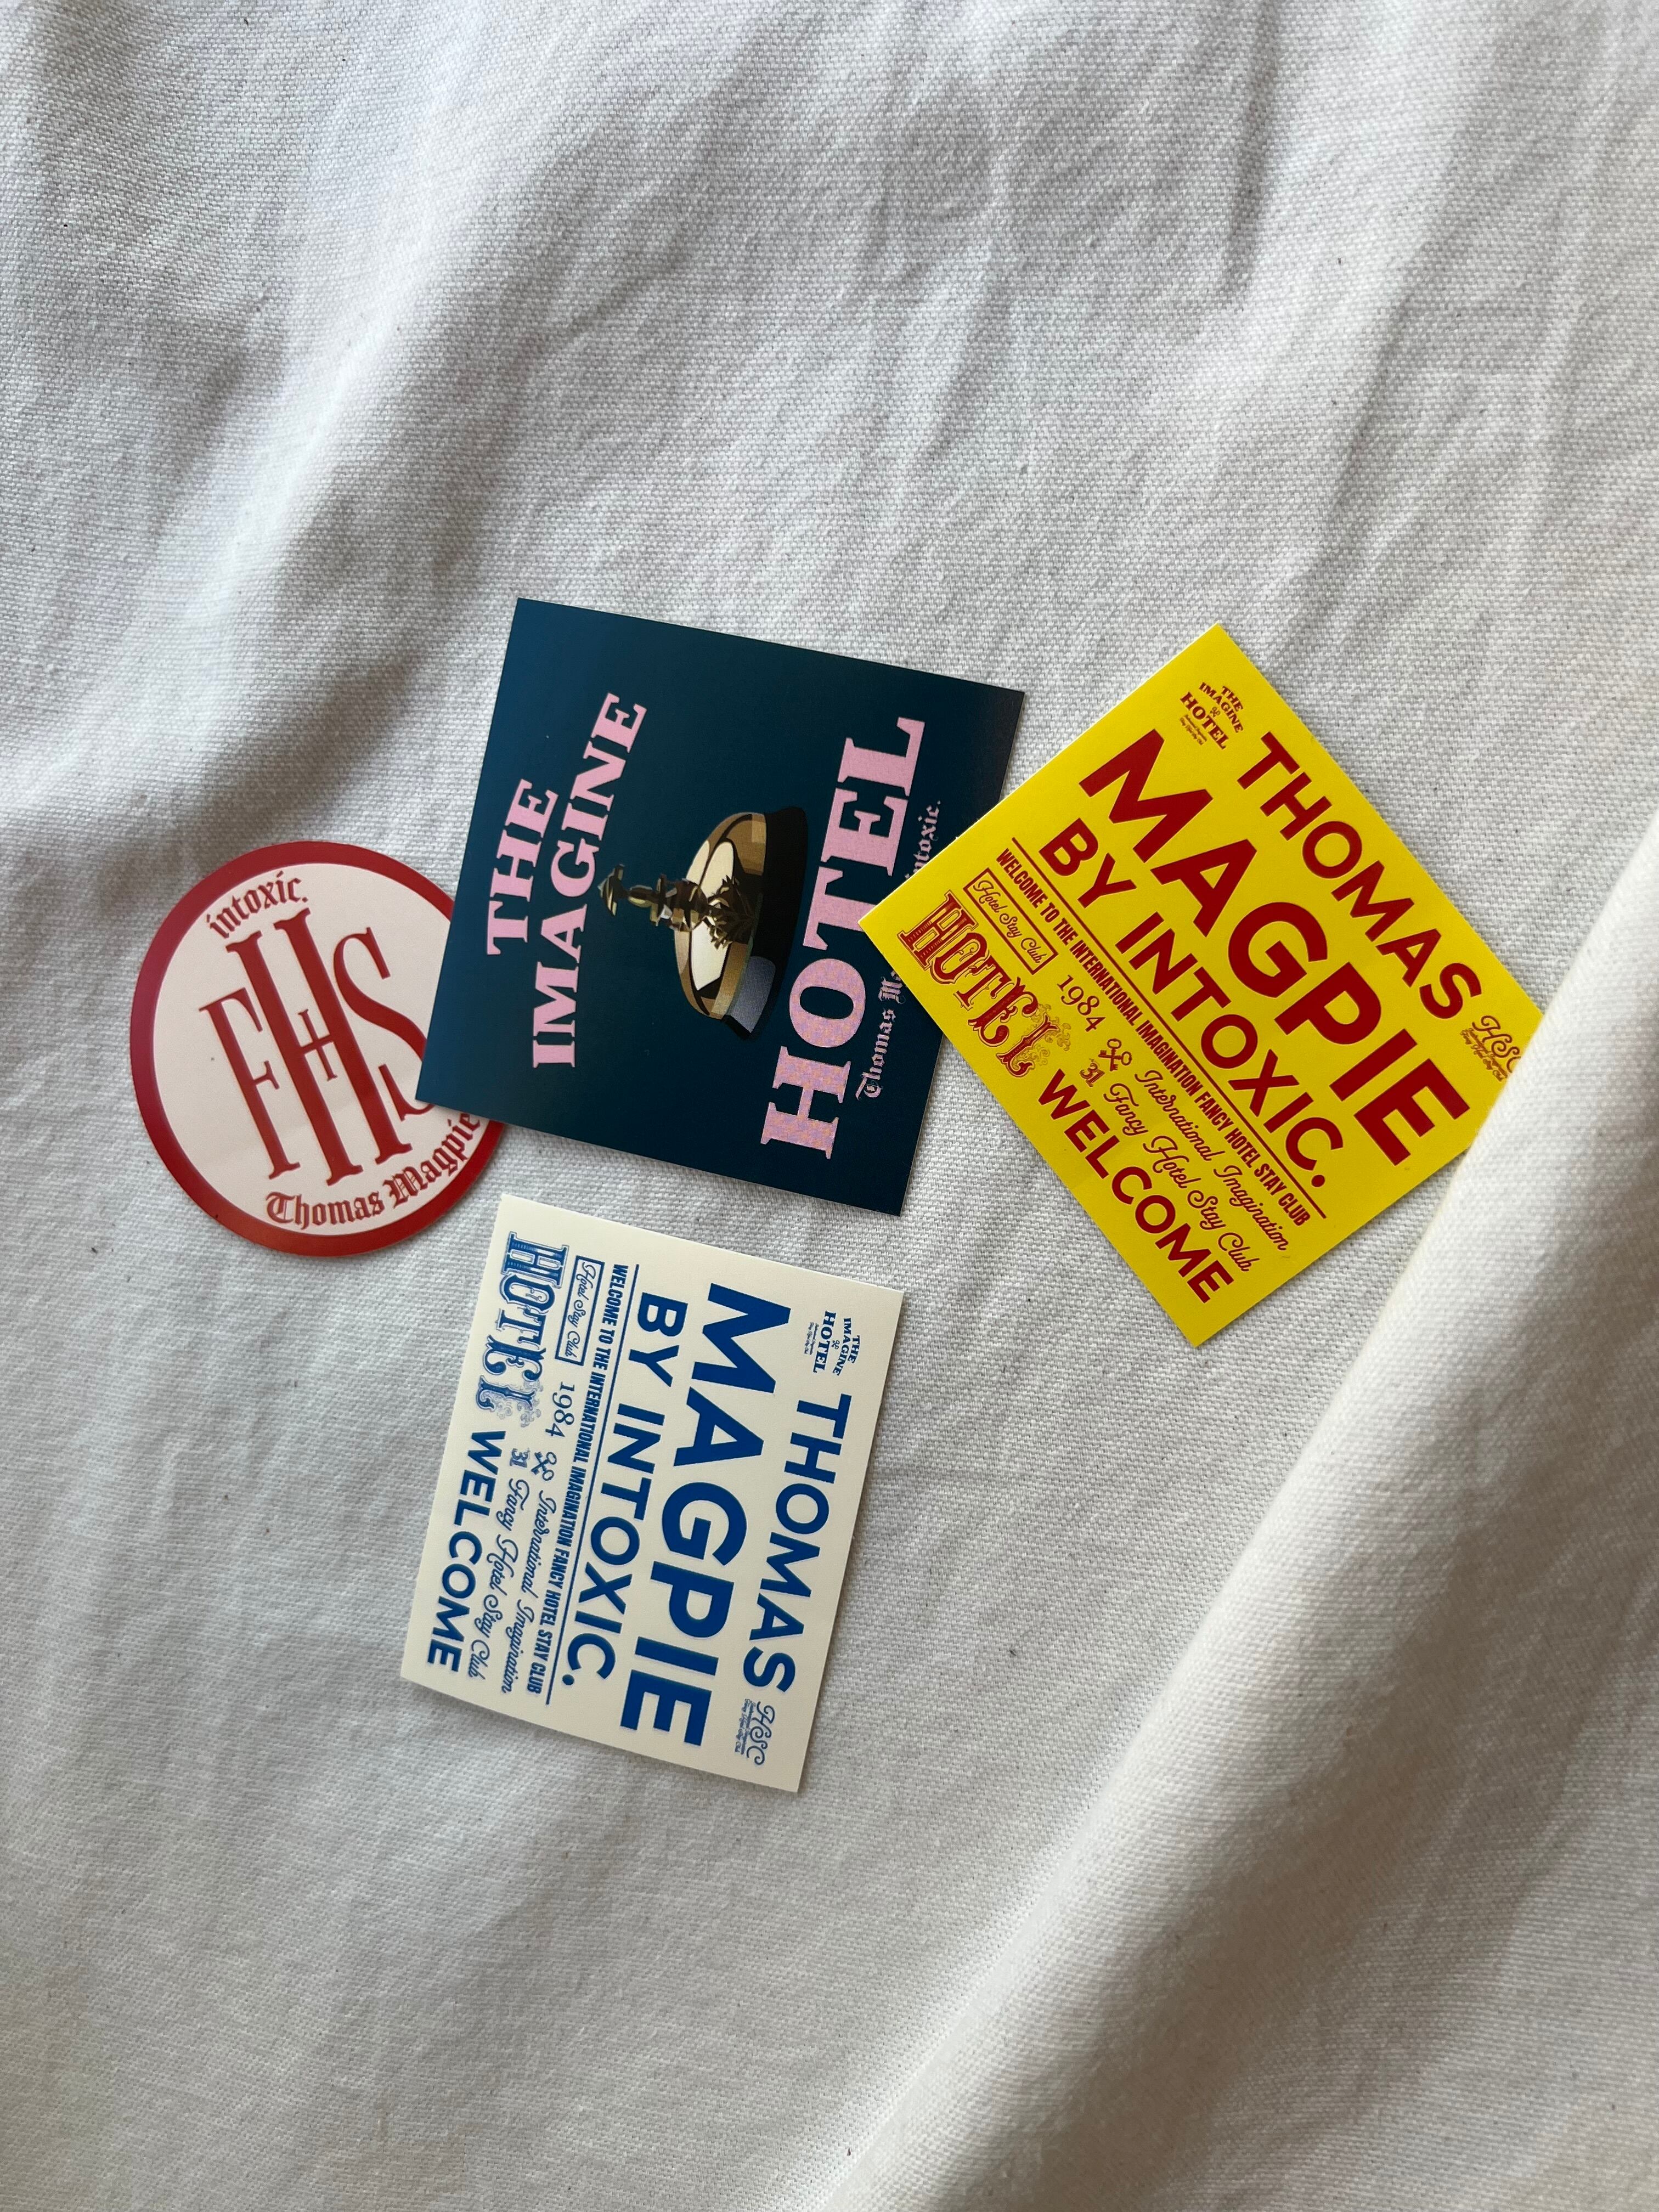 intoxic.
FHS
Thomas Magpie
THE
IMAGINE
HOTEL
intoxic.
THE
IMAGINE
HOTEL
THOMAS
HSC
MAGPIE
BY INTOXIC.
WELCOME TO THE INTERNATIONAL IMAGINATION FANCY HOTEL STAY CLUB
Hotel Stay Club
1984
31
International Imagination
Fancy Hotel Stay Club
HOTEL
WELCOME
THE
IMAGINE
HOTEL
THOMAS
HSC
MAGPIE
BY INTOXIC.
WELCOME TO THE INTERNATIONAL IMAGINATION FANCY HOTEL STAY CLUB
Hotel Stay Club
1984
31
International Imagination
Fancy Hotel Stay Club
HOTEL
WELCOME